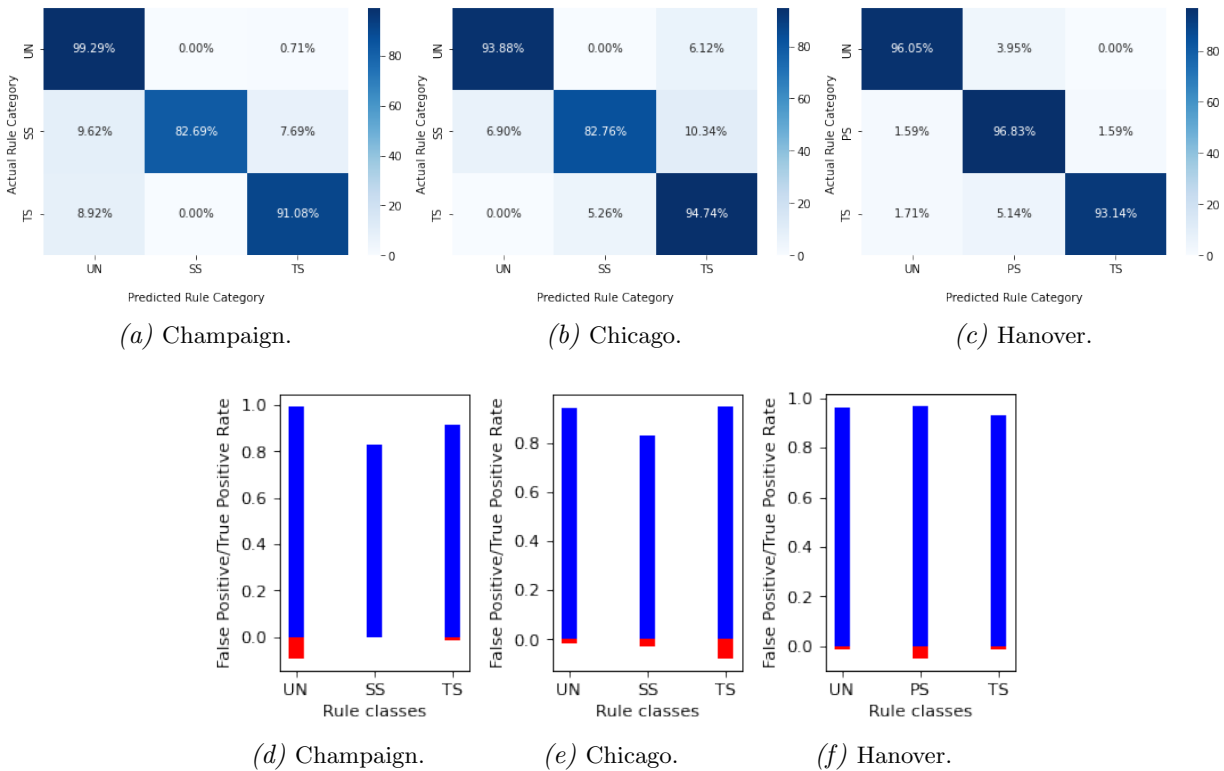 Actual Rule Category
UN
SS
TS
99.29%
0.00%
0.71%
9.62%
82.69%
7.69%
8.92%
0.00%
91.08%
UN
SS
TS
Predicted Rule Category
80
60
40
20
0
(a) Champaign.
Actual Rule Category
UN
SS
TS
93.88%
0.00%
6.12%
6.90%
82.76%
10.34%
0.00%
5.26%
94.74%
UN
SS
TS
Predicted Rule Category
80
60
40
20
0
(b) Chicago.
Actual Rule Category
UN
PS
TS
96.05%
3.95%
0.00%
1.59%
96.83%
1.59%
1.71%
5.14%
93.14%
UN
PS
TS
Predicted Rule Category
80
60
40
20
0
(c) Hanover.
False Positive/True Positive Rate
1.0
0.8
0.6
0.4
0.2
0.0
UN
SS
TS
Rule classes
(d) Champaign.
False Positive/True Positive Rate
0.8
0.6
0.4
0.2
0.0
UN
SS
TS
Rule classes
(e) Chicago.
False Positive/True Positive Rate
1.0
0.8
0.6
0.4
0.2
0.0
UN
PS
TS
Rule classes
(f) Hanover.